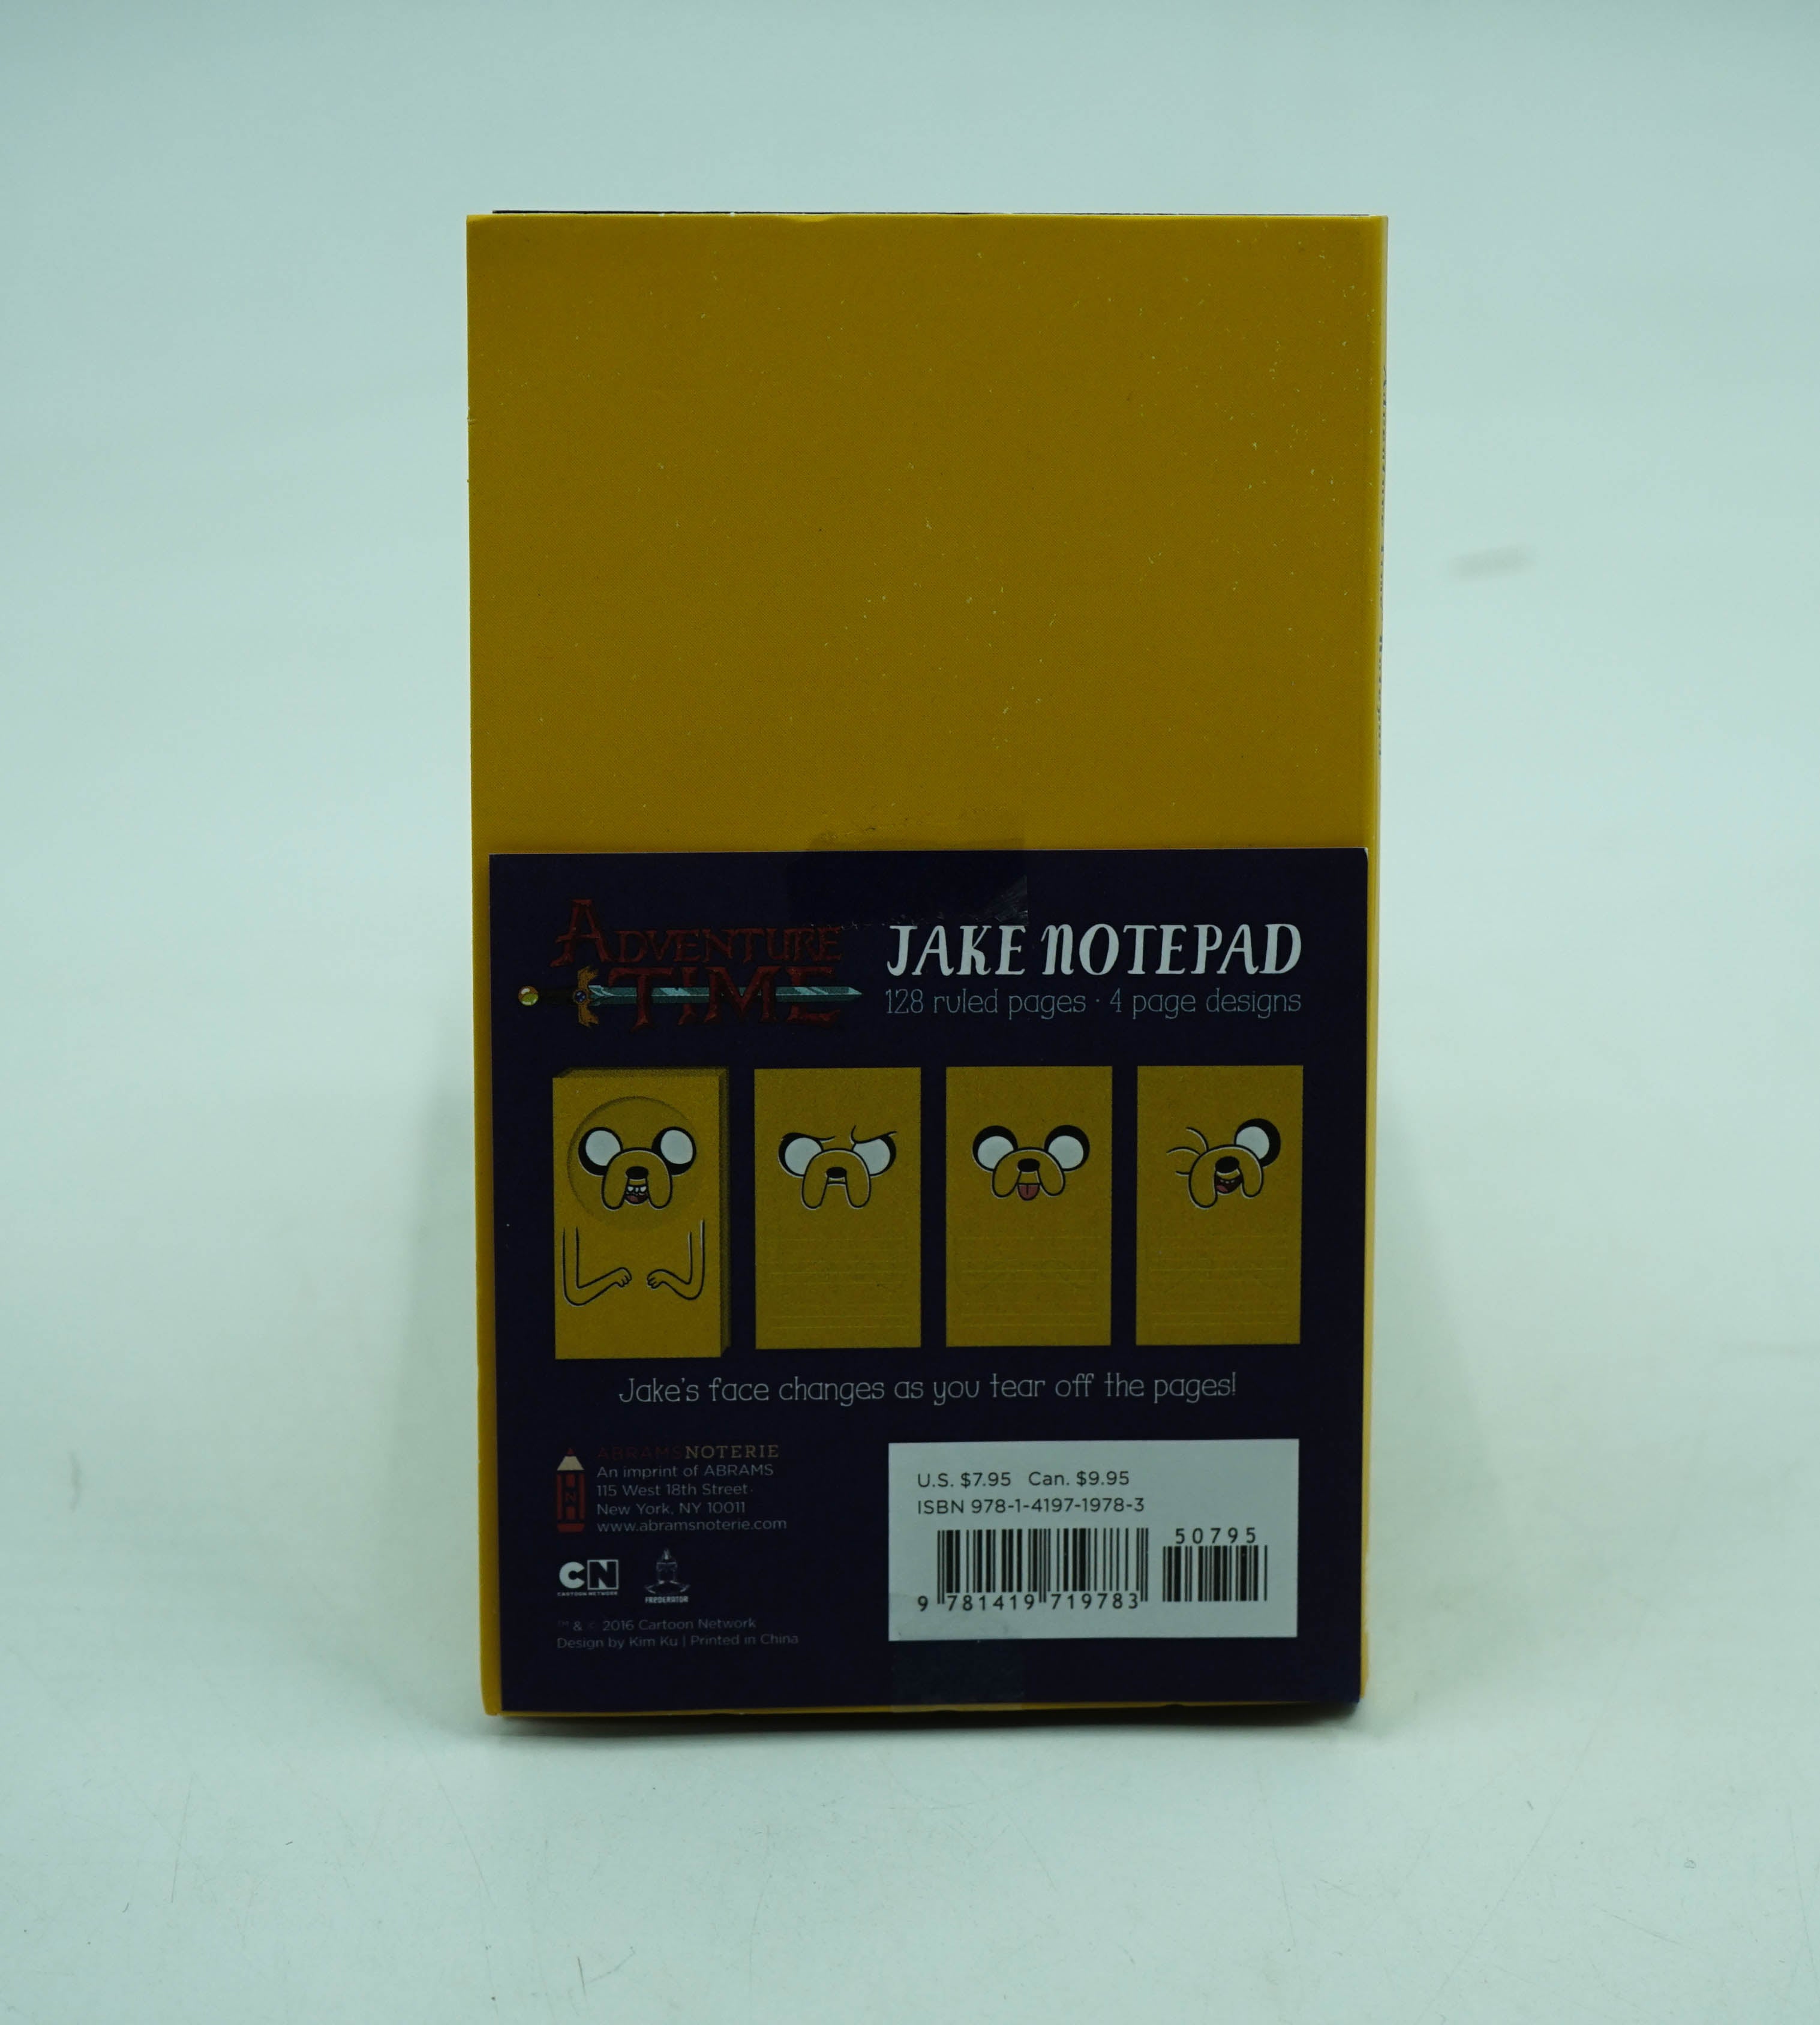 ADVENTURE
TIME
JAKE NOTEPAD
128 ruled pages · 4 page designs
Jake's face changes as you tear off the pages!
ABRAMSNOTERIE
An imprint of ABRAMS
115 West 18th Street
New York, NY 10011
www.abramsnoterie.com
CN
CARTOON NETWORK
FREDERATOR
™ & © 2016 Cartoon Network
Design by Kim Ku | Printed in China
U.S. $7.95 Can. $9.95
ISBN 978-1-4197-1978-3
50795
9 781419 719783